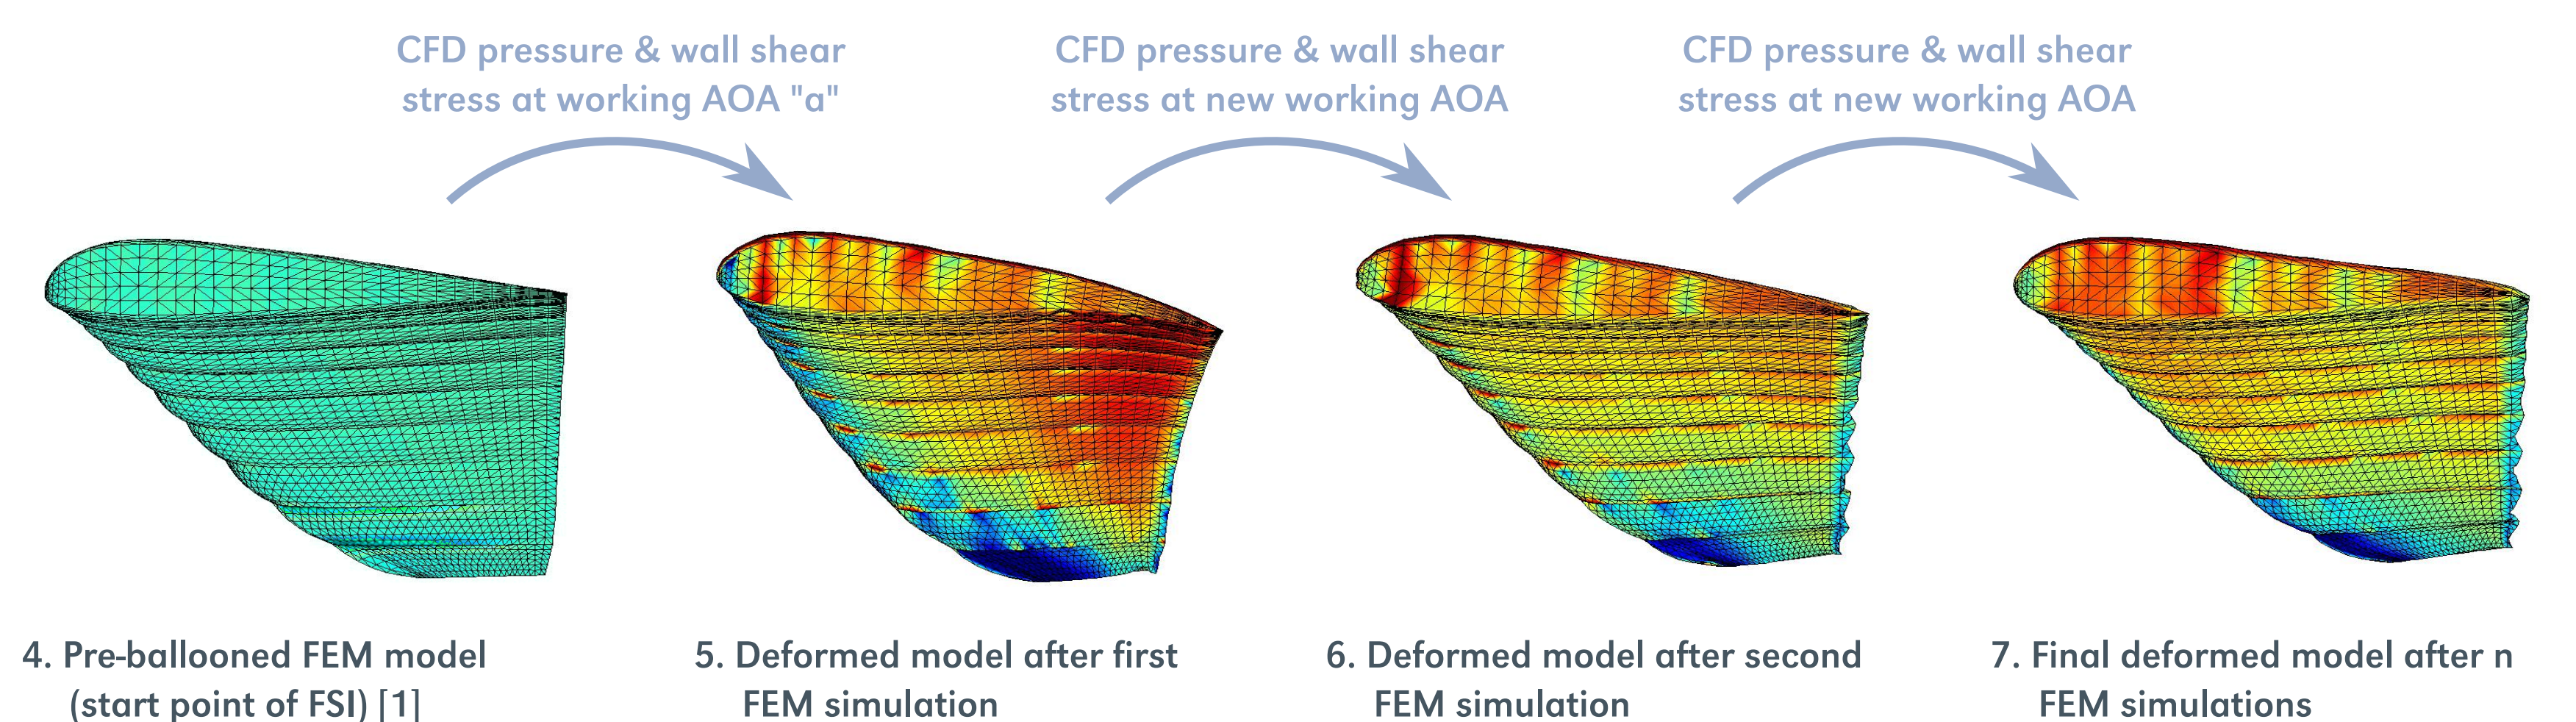 CFD pressure & wall shear
stress at working AOA "a"
CFD pressure & wall shear
stress at new working AOA
CFD pressure & wall shear
stress at new working AOA
4. Pre-ballooned FEM model
(start point of FSI) [1]
5. Deformed model after first
FEM simulation
6. Deformed model after second
FEM simulation
7. Final deformed model after n
FEM simulations